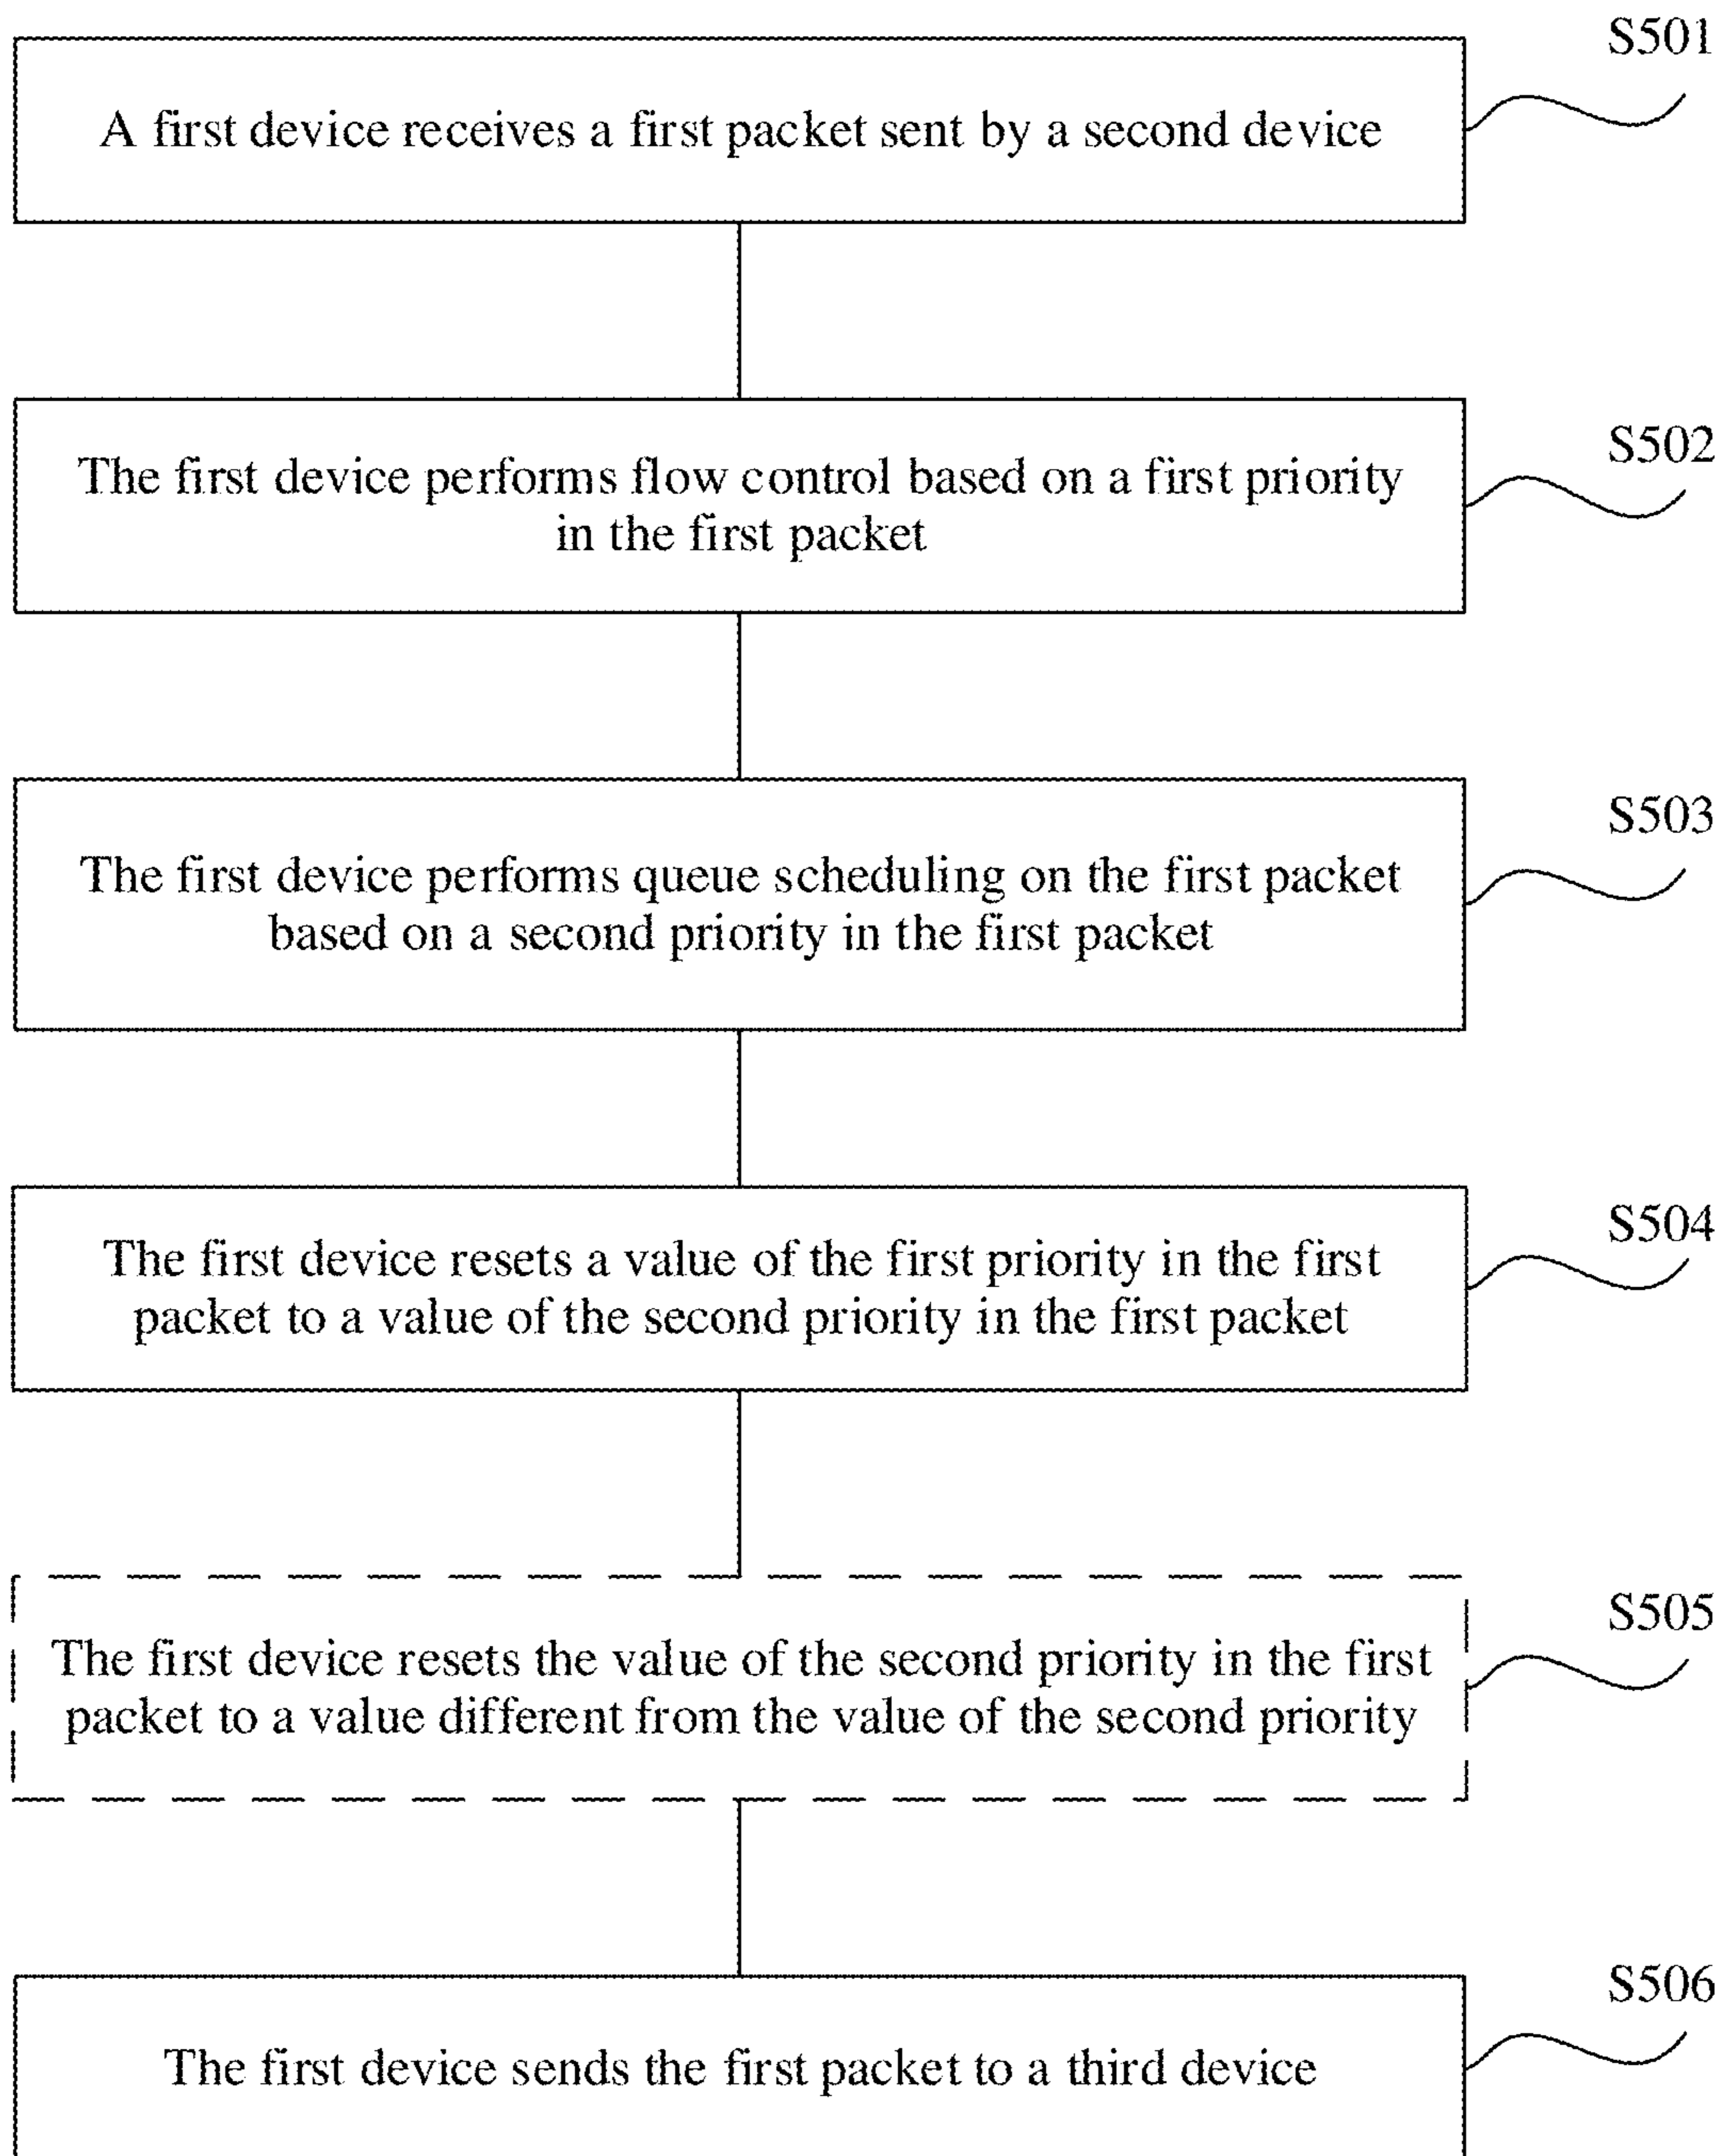 S501
A first device receives a first packet sent by a second device
S502
The first device performs flow control based on a first priority
in the first packet
S503
The first device performs queue scheduling on the first packet
based on a second priority in the first packet
S504
The first device resets a value of the first priority in the first
packet to a value of the second priority in the first packet
S505
The first device resets the value of the second priority in the first
packet to a value different from the value of the second priority
S506
The first device sends the first packet to a third device